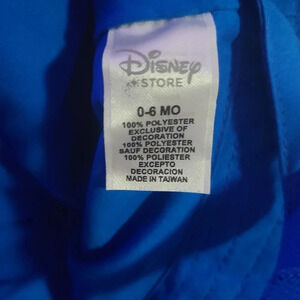 Disney
STORE
0-6 MO
100% POLYESTER
EXCLUSIVE OF
DECORATION
100% POLYESTER
SAUF DECORATION
100% POLIESTER
EXCEPTO
DECORACION
MADE IN TAIWAN